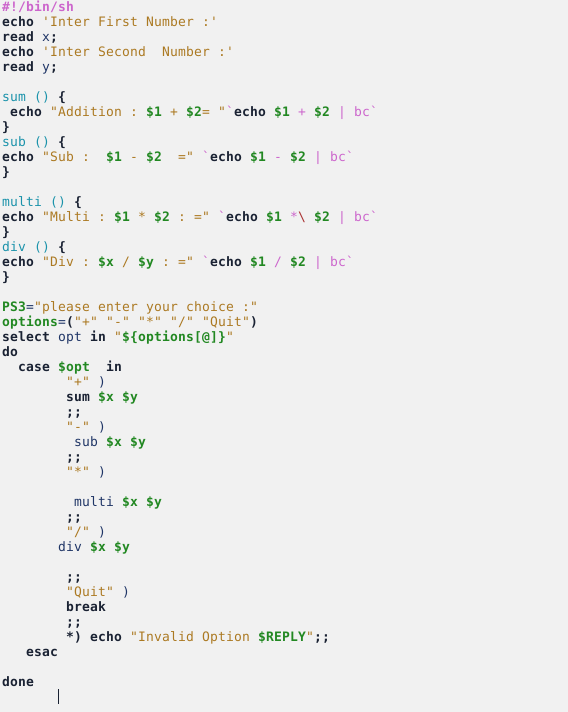 #!/bin/sh
echo 'Inter First Number :'
read x;
echo 'Inter Second  Number :'
read y;

sum () {
 echo "Addition : $1 + $2= "`echo $1 + $2 | bc`
}
sub () {
echo "Sub :  $1 - $2  =" `echo $1 - $2 | bc`
}

multi () {
echo "Multi : $1 * $2 : =" `echo $1 *\ $2 | bc`
}
div () {
echo "Div : $x / $y : =" `echo $1 / $2 | bc`
}

PS3="please enter your choice :"
options=("+" "-" "*" "/" "Quit")
select opt in "${options[@]}"
do
  case $opt  in
        "+" )
        sum $x $y
        ;;
        "-" )
         sub $x $y
        ;;
        "*" )

         multi $x $y
        ;;
        "/" )
       div $x $y

        ;;
        "Quit" )
        break
        ;;
        *) echo "Invalid Option $REPLY";;
   esac

done